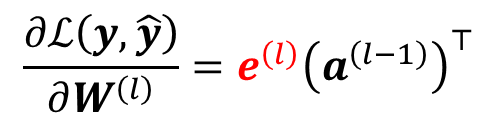 ∂ℒ(𝒚, 𝒚̂) / ∂𝑾⁽ˡ⁾ = 𝒆⁽ˡ⁾(𝒂⁽ˡ⁻¹⁾)ᵀ